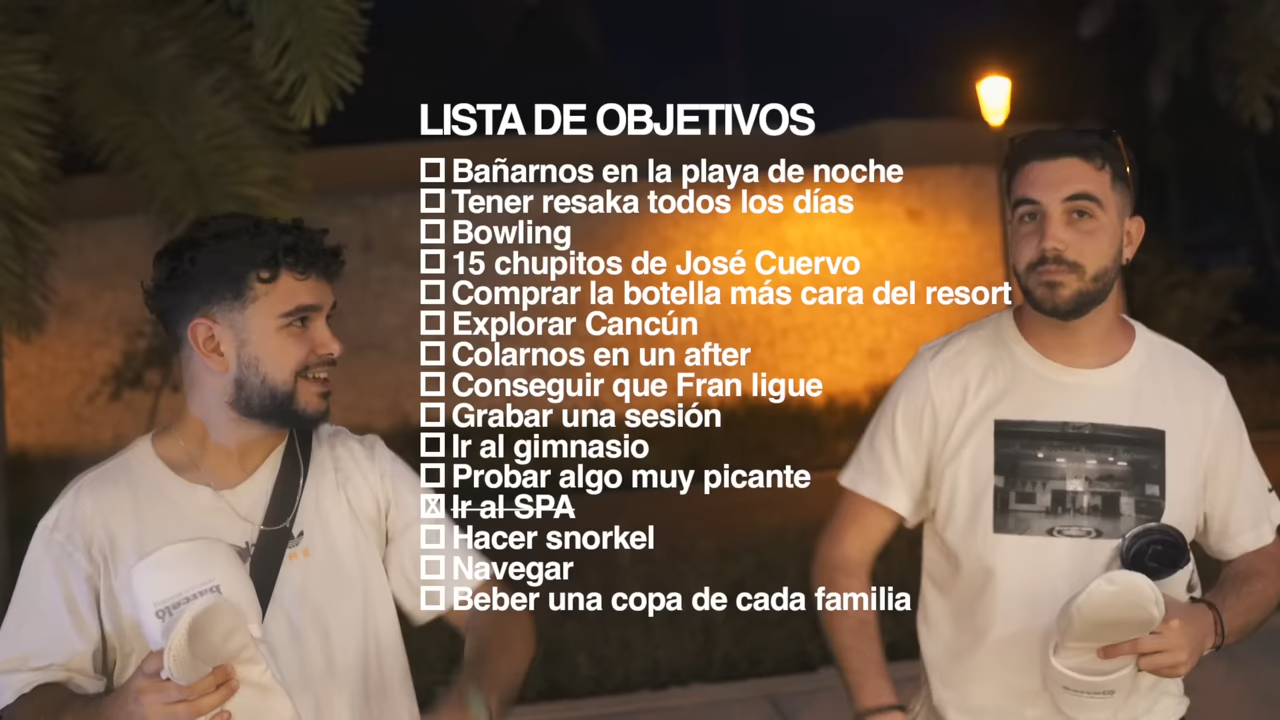 LISTA DE OBJETIVOS
☐ Bañarnos en la playa de noche
☐ Tener resaka todos los días
☐ Bowling
☐ 15 chupitos de José Cuervo
☐ Comprar la botella más cara del resort
☐ Explorar Cancún
☐ Colarnos en un after
☐ Conseguir que Fran ligue
☐ Grabar una sesión
☐ Ir al gimnasio
☐ Probar algo muy picante
☒ Ir al SPA
☐ Hacer snorkel
☐ Navegar
☐ Beber una copa de cada familia
barceló